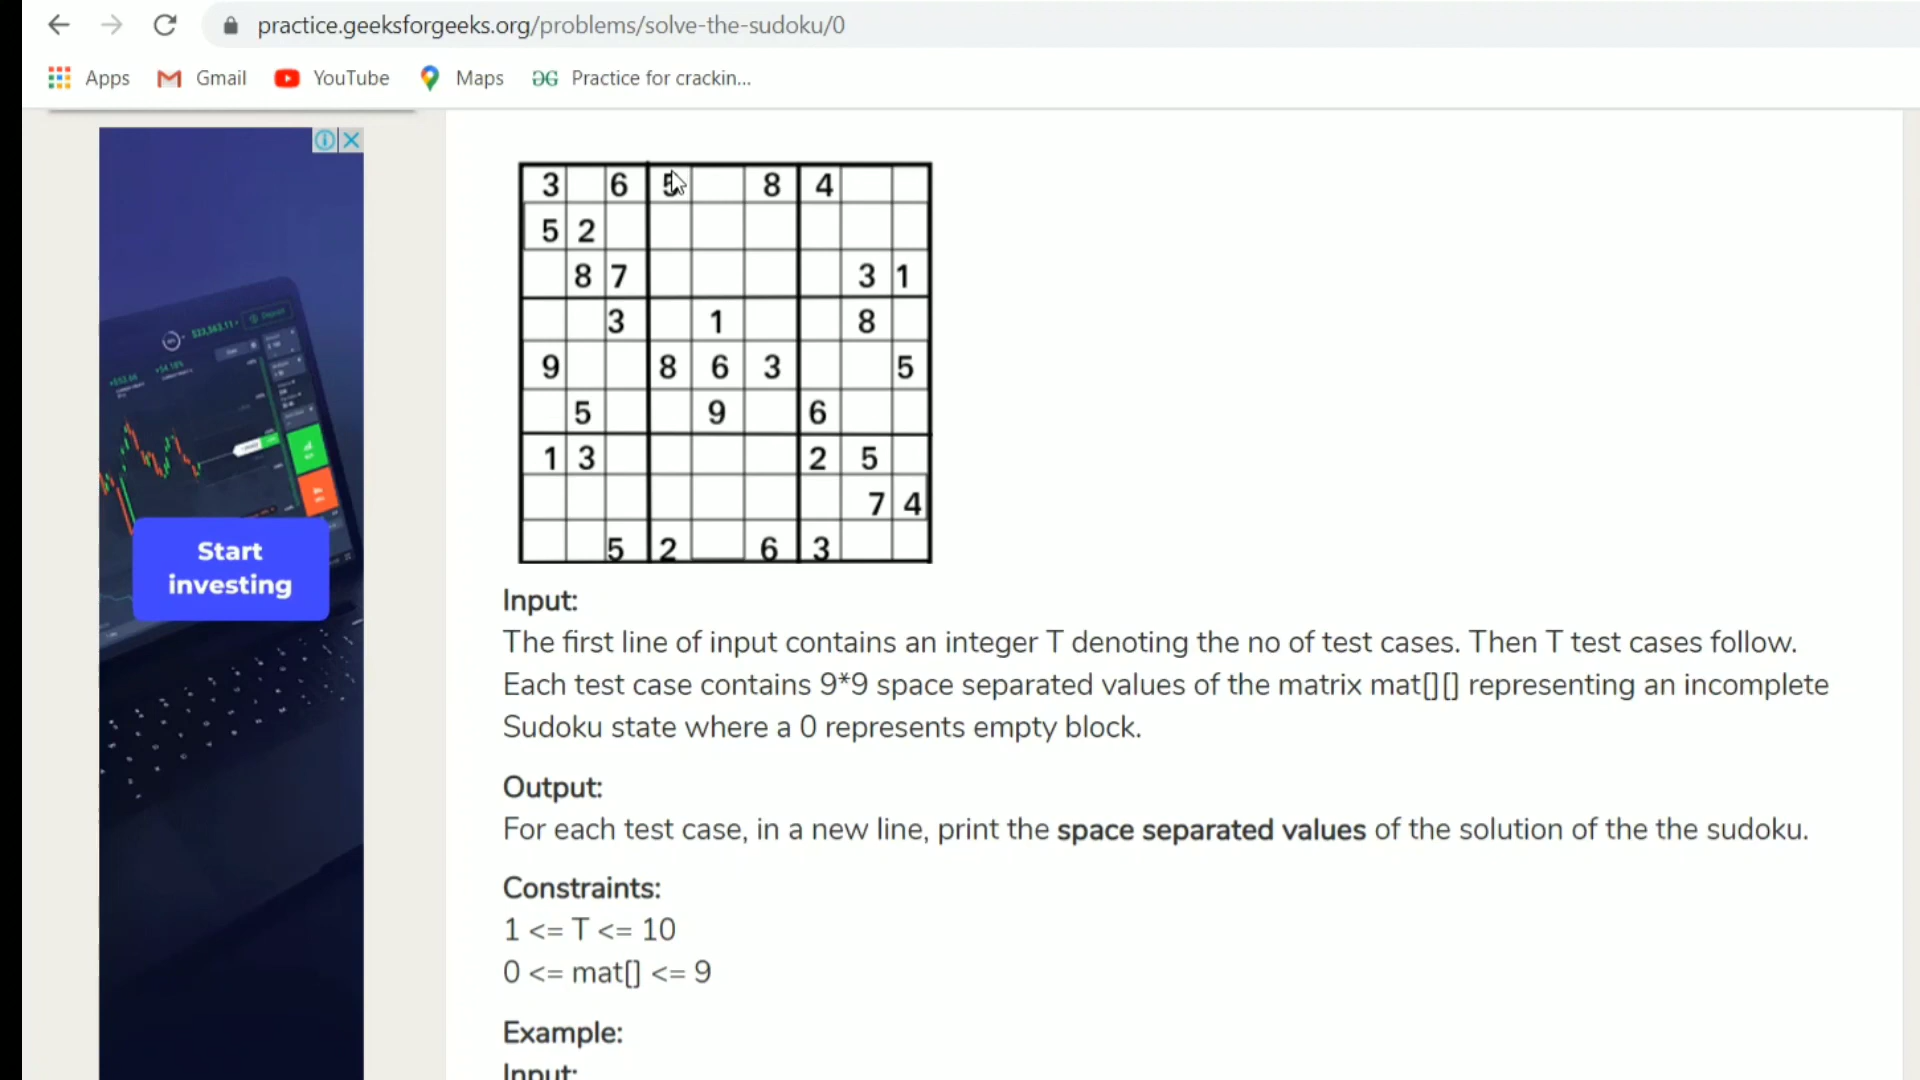 practice.geeksforgeeks.org/problems/solve-the-sudoku/0
Apps Gmail YouTube Maps Practice for crackin...
3 6 5 8 4
5 2
8 7 3 1
3 1 8
9 8 6 3 5
5 9 6
1 3 2 5
7 4
5 2 6 3
Start
investing
Input:
The first line of input contains an integer T denoting the no of test cases. Then T test cases follow.
Each test case contains 9*9 space separated values of the matrix mat[][] representing an incomplete
Sudoku state where a 0 represents empty block.
Output:
For each test case, in a new line, print the space separated values of the solution of the the sudoku.
Constraints:
1 <= T <= 10
0 <= mat[] <= 9
Example:
Input: